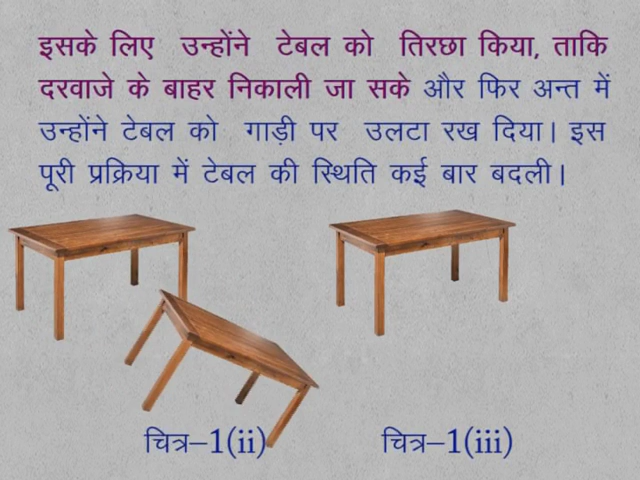 इसके लिए उन्होंने टेबल को तिरछा किया, ताकि
दरवाजे के बाहर निकाली जा सके और फिर अन्त में
उन्होंने टेबल को गाड़ी पर उलटा रख दिया। इस
पूरी प्रक्रिया में टेबल की स्थिति कई बार बदली।
चित्र–1(ii)
चित्र–1(iii)